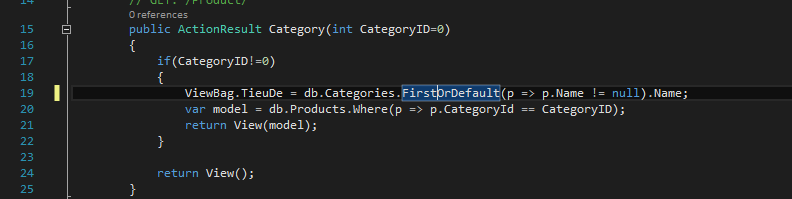 14 // GET: /Product/
0 references
15 public ActionResult Category(int CategoryID=0)
16 {
17 if(CategoryID!=0)
18 {
19 ViewBag.TieuDe = db.Categories.FirstOrDefault(p => p.Name != null).Name;
20 var model = db.Products.Where(p => p.CategoryId == CategoryID);
21 return View(model);
22 }
23
24 return View();
25 }